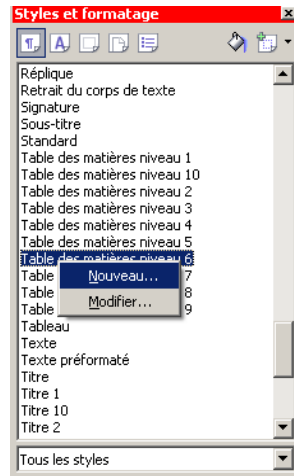 Styles et formatage
Réplique
Retrait du corps de texte
Signature
Sous-titre
Standard
Table des matières niveau 1
Table des matières niveau 10
Table des matières niveau 2
Table des matières niveau 3
Table des matières niveau 4
Table des matières niveau 5
Table des matières niveau 6
Table 7
Nouveau...
Table 8
Modifier...
Table 9
Tableau
Texte
Texte préformaté
Titre
Titre 1
Titre 10
Titre 2
Tous les styles